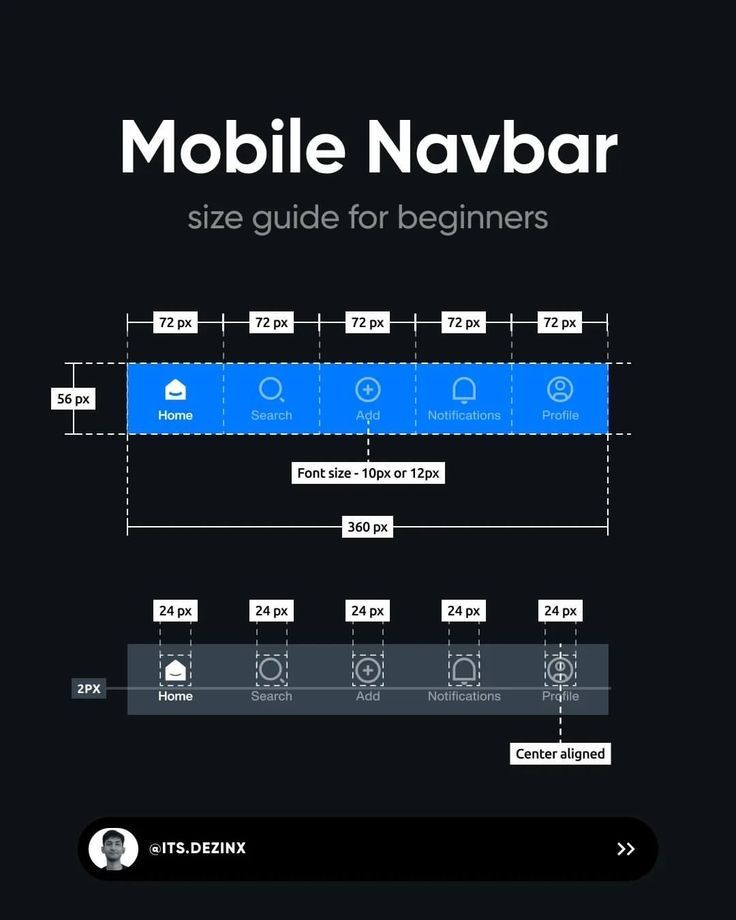 Mobile Navbar
size guide for beginners
72 px 72 px 72 px 72 px 72 px
56 px
Home Search Add Notifications Profile
Font size - 10px or 12px
360 px
24 px 24 px 24 px 24 px 24 px
2PX
Home Search Add Notifications Profile
Center aligned
@ITS.DEZINX